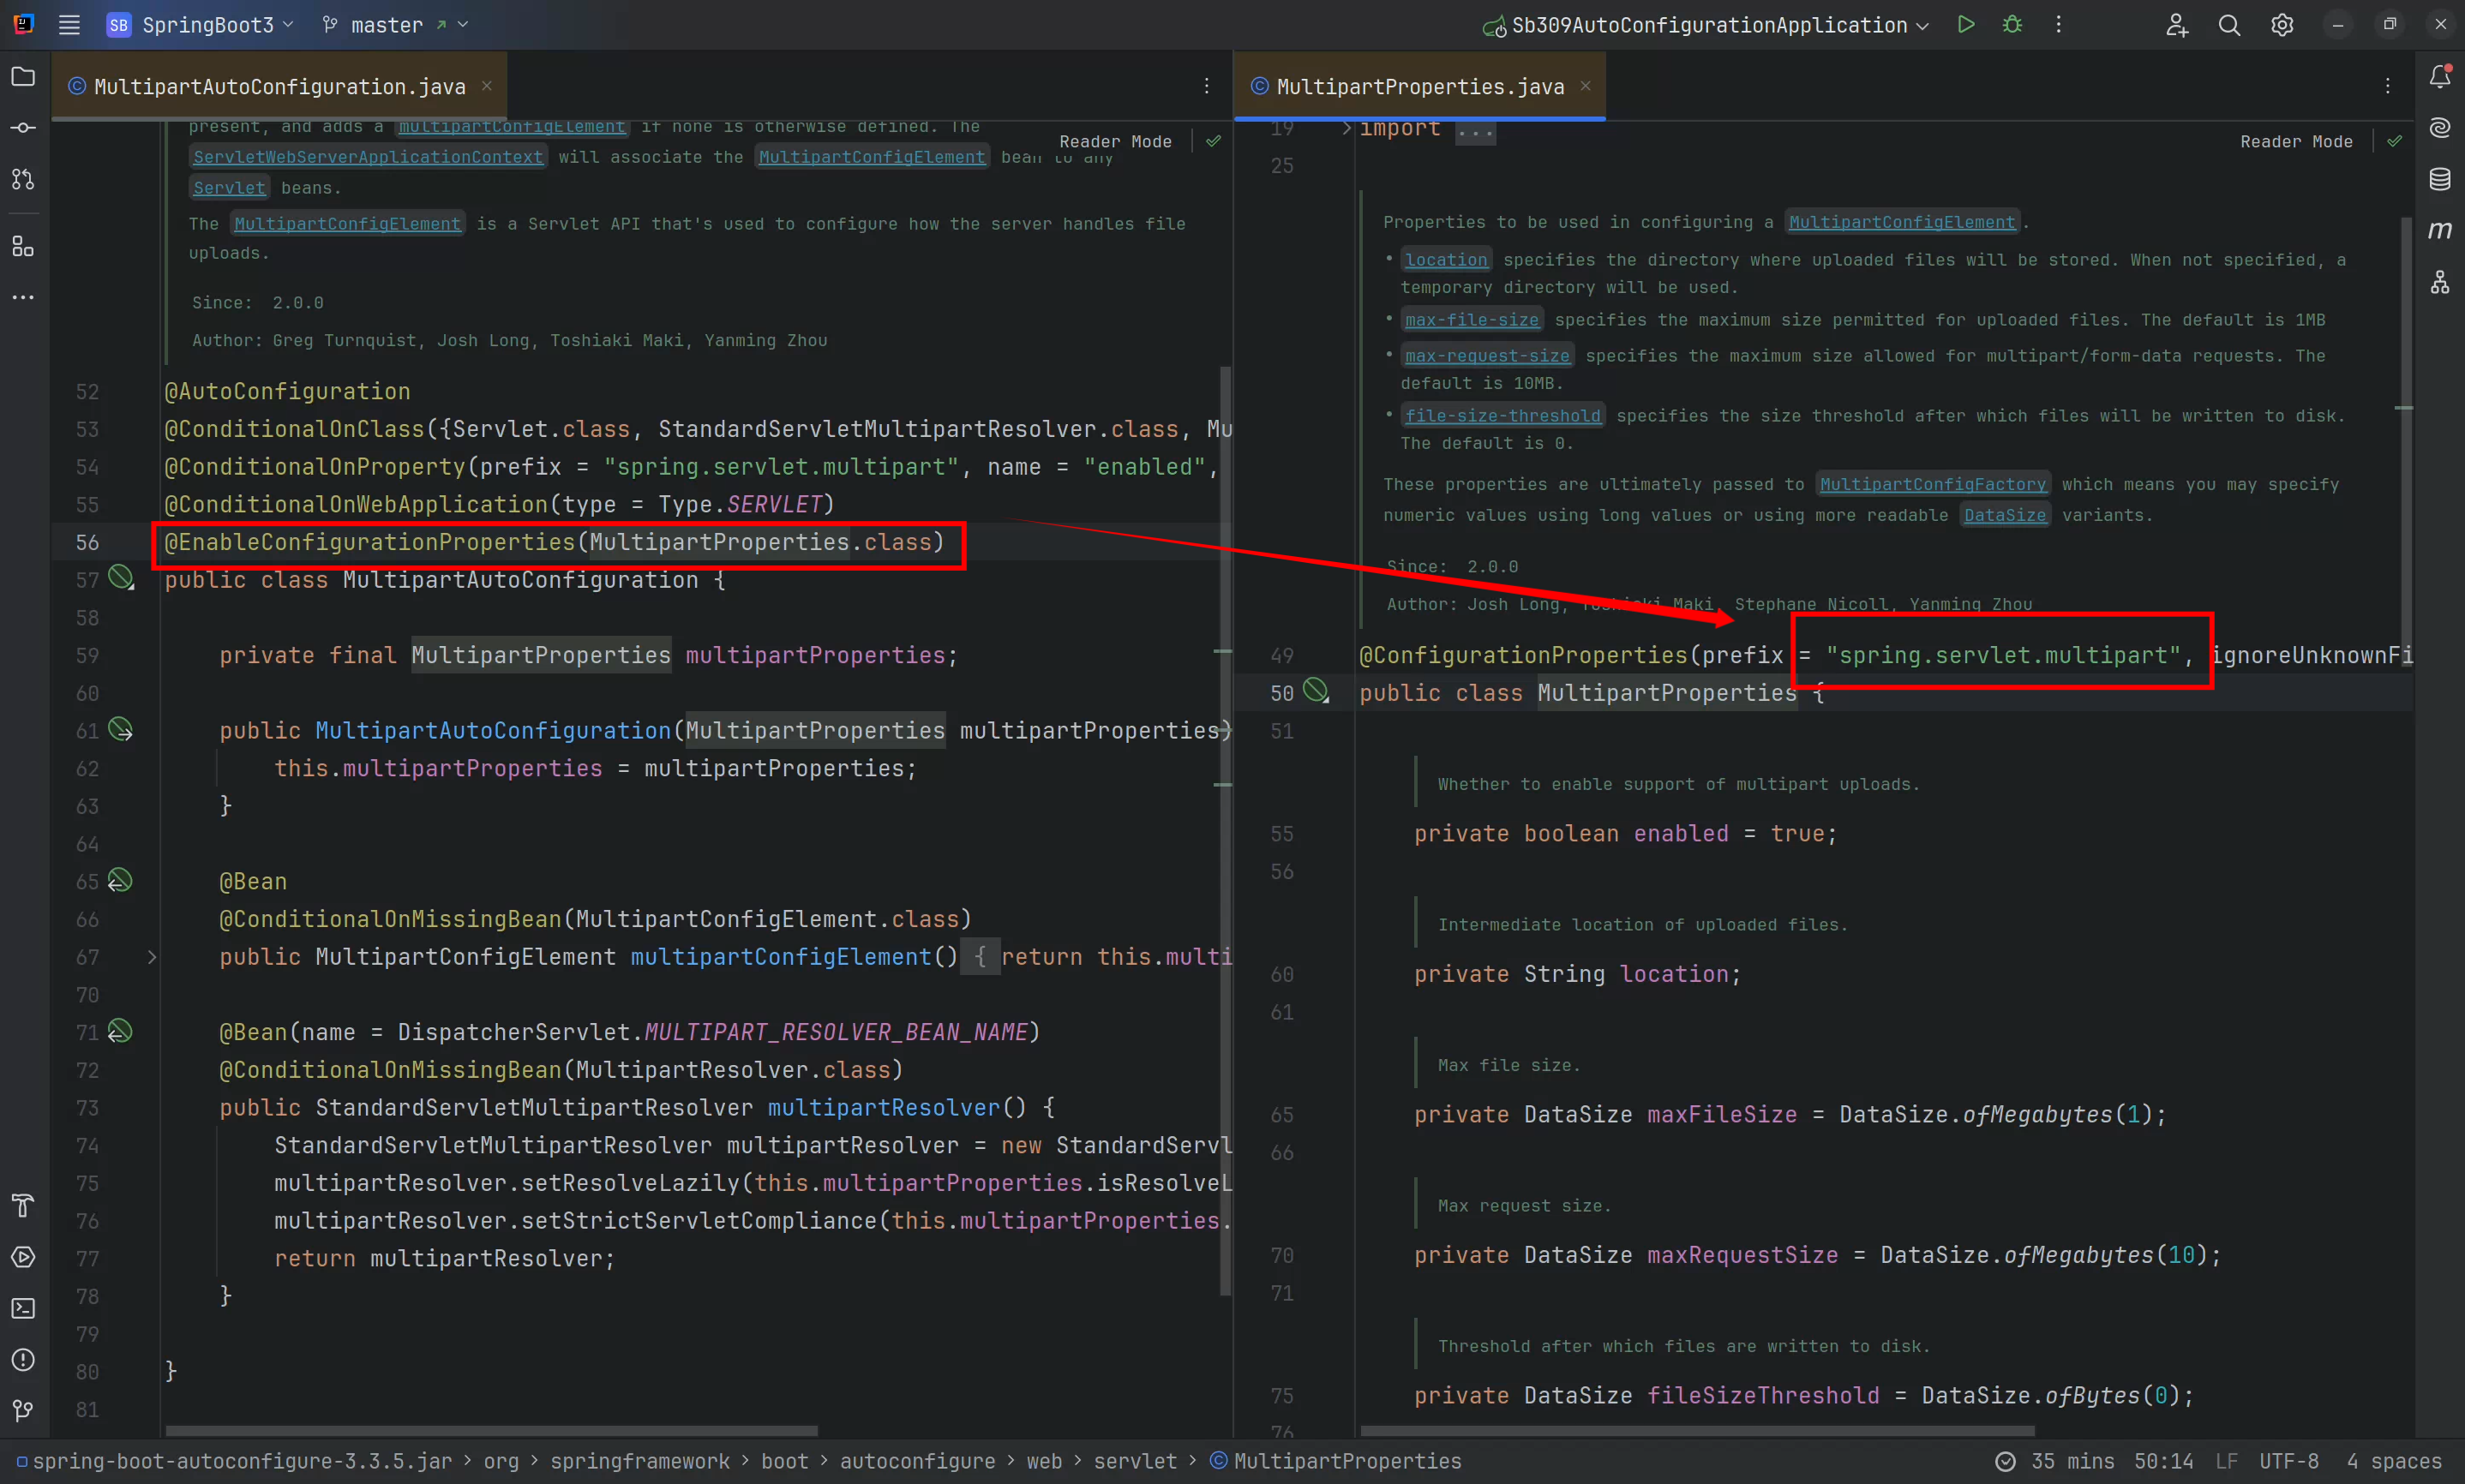 SB SpringBoot3 master Sb309AutoConfigurationApplication
MultipartAutoConfiguration.java
present, and adds a MultipartConfigElement if none is otherwise defined. The
Reader Mode
ServletWebServerApplicationContext will associate the MultipartConfigElement bean to any
Servlet beans.
The MultipartConfigElement is a Servlet API that's used to configure how the server handles file
uploads.
Since: 2.0.0
Author: Greg Turnquist, Josh Long, Toshiaki Maki, Yanming Zhou
52 @AutoConfiguration
53 @ConditionalOnClass({Servlet.class, StandardServletMultipartResolver.class, Mu
54 @ConditionalOnProperty(prefix = "spring.servlet.multipart", name = "enabled",
55 @ConditionalOnWebApplication(type = Type.SERVLET)
56 @EnableConfigurationProperties(MultipartProperties.class)
57 public class MultipartAutoConfiguration {
58
59 private final MultipartProperties multipartProperties;
60
61 public MultipartAutoConfiguration(MultipartProperties multipartProperties)
62 this.multipartProperties = multipartProperties;
63 }
64
65 @Bean
66 @ConditionalOnMissingBean(MultipartConfigElement.class)
67 public MultipartConfigElement multipartConfigElement() { return this.multi
70
71 @Bean(name = DispatcherServlet.MULTIPART_RESOLVER_BEAN_NAME)
72 @ConditionalOnMissingBean(MultipartResolver.class)
73 public StandardServletMultipartResolver multipartResolver() {
74 StandardServletMultipartResolver multipartResolver = new StandardServl
75 multipartResolver.setResolveLazily(this.multipartProperties.isResolveL
76 multipartResolver.setStrictServletCompliance(this.multipartProperties.
77 return multipartResolver;
78 }
79
80 }
81
MultipartProperties.java
19 import ...
Reader Mode
25
Properties to be used in configuring a MultipartConfigElement.
• location specifies the directory where uploaded files will be stored. When not specified, a
temporary directory will be used.
• max-file-size specifies the maximum size permitted for uploaded files. The default is 1MB
• max-request-size specifies the maximum size allowed for multipart/form-data requests. The
default is 10MB.
• file-size-threshold specifies the size threshold after which files will be written to disk.
The default is 0.
These properties are ultimately passed to MultipartConfigFactory which means you may specify
numeric values using long values or using more readable DataSize variants.
Since: 2.0.0
Author: Josh Long, Toshiaki Maki, Stephane Nicoll, Yanming Zhou
49 @ConfigurationProperties(prefix = "spring.servlet.multipart", ignoreUnknownFi
50 public class MultipartProperties {
51
Whether to enable support of multipart uploads.
55 private boolean enabled = true;
56
Intermediate location of uploaded files.
60 private String location;
61
Max file size.
65 private DataSize maxFileSize = DataSize.ofMegabytes(1);
66
Max request size.
70 private DataSize maxRequestSize = DataSize.ofMegabytes(10);
71
Threshold after which files are written to disk.
75 private DataSize fileSizeThreshold = DataSize.ofBytes(0);
76
spring-boot-autoconfigure-3.3.5.jar › org › springframework › boot › autoconfigure › web › servlet › MultipartProperties
35 mins 50:14 LF UTF-8 4 spaces